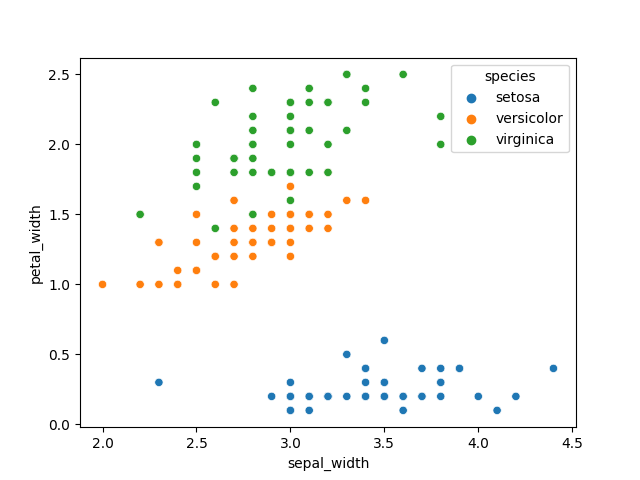 species
setosa
versicolor
virginica
petal_width
2.5
2.0
1.5
1.0
0.5
0.0
2.0 2.5 3.0 3.5 4.0 4.5
sepal_width